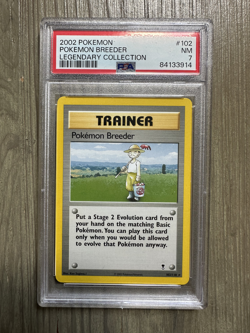 2002 POKEMON #102
POKEMON BREEDER NM
LEGENDARY COLLECTION 7
PSA 84133914
TRAINER
Pokémon Breeder
Put a Stage 2 Evolution card from
your hand on the matching Basic
Pokémon. You can play this card
only when you would be allowed
to evolve that Pokémon anyway.